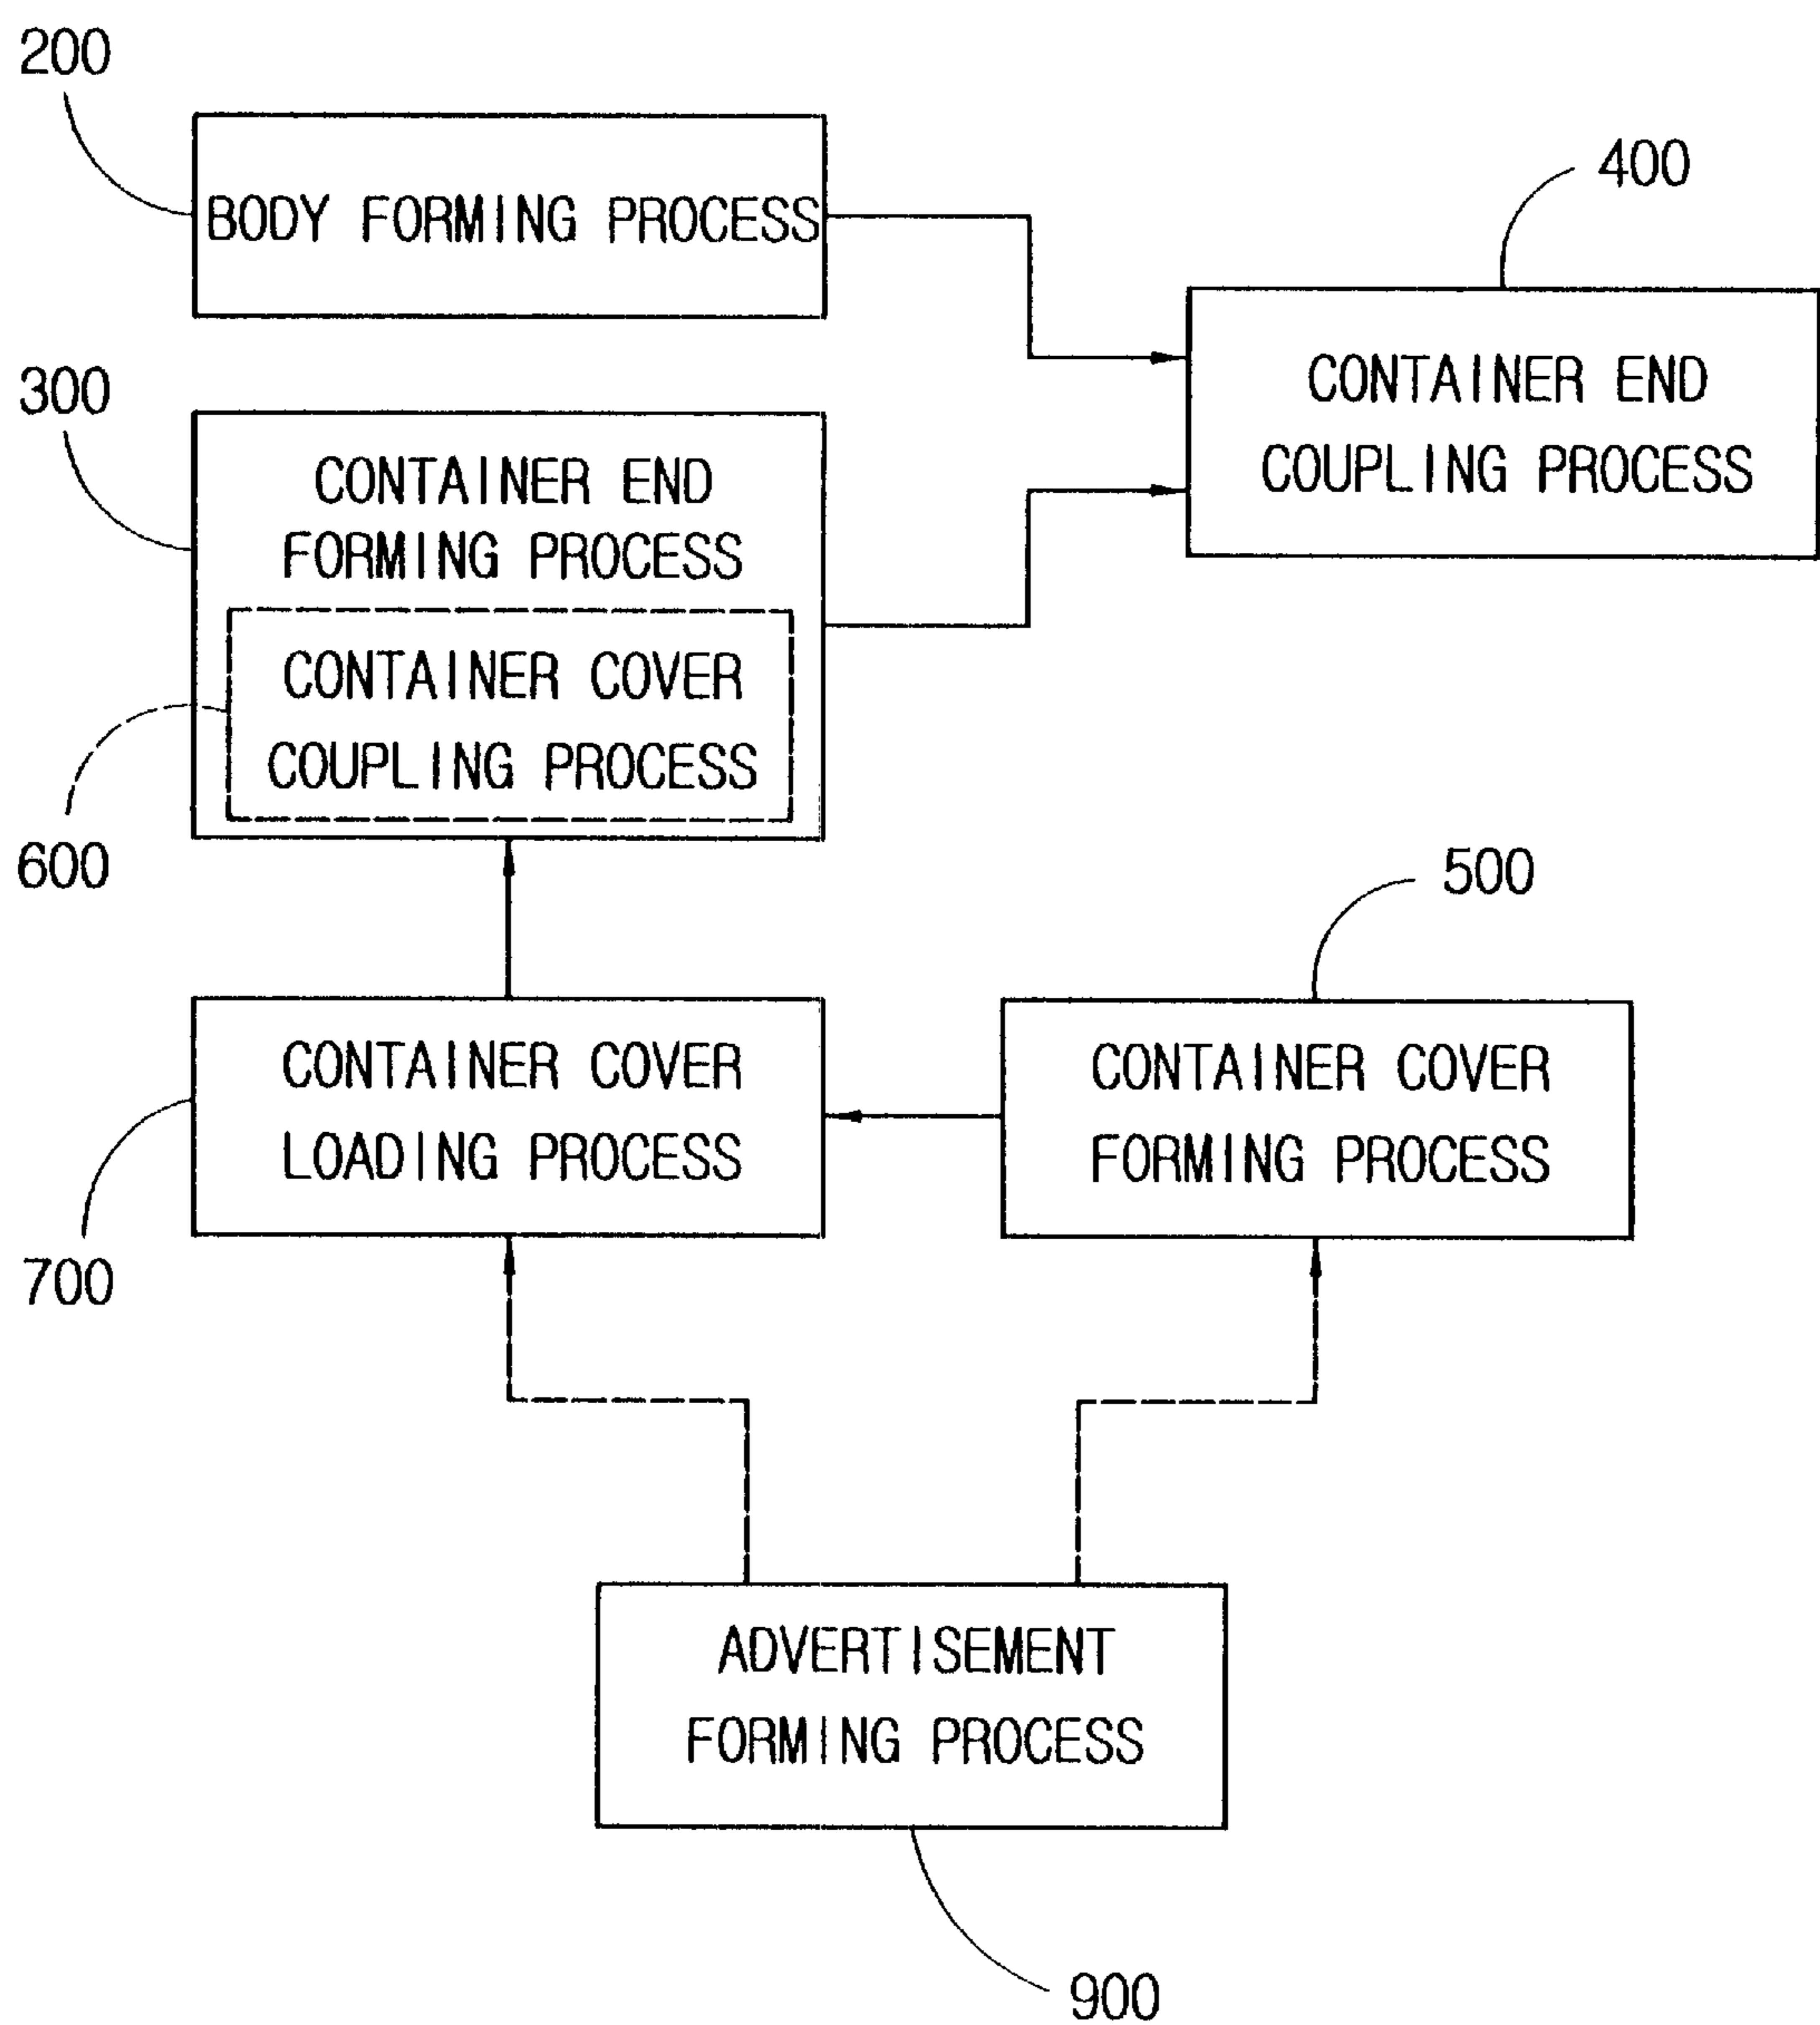 200
BODY FORMING PROCESS
400
CONTAINER END
COUPLING PROCESS
300
CONTAINER END
FORMING PROCESS
CONTAINER COVER
COUPLING PROCESS
600
500
CONTAINER COVER
LOADING PROCESS
CONTAINER COVER
FORMING PROCESS
700
ADVERTISEMENT
FORMING PROCESS
900